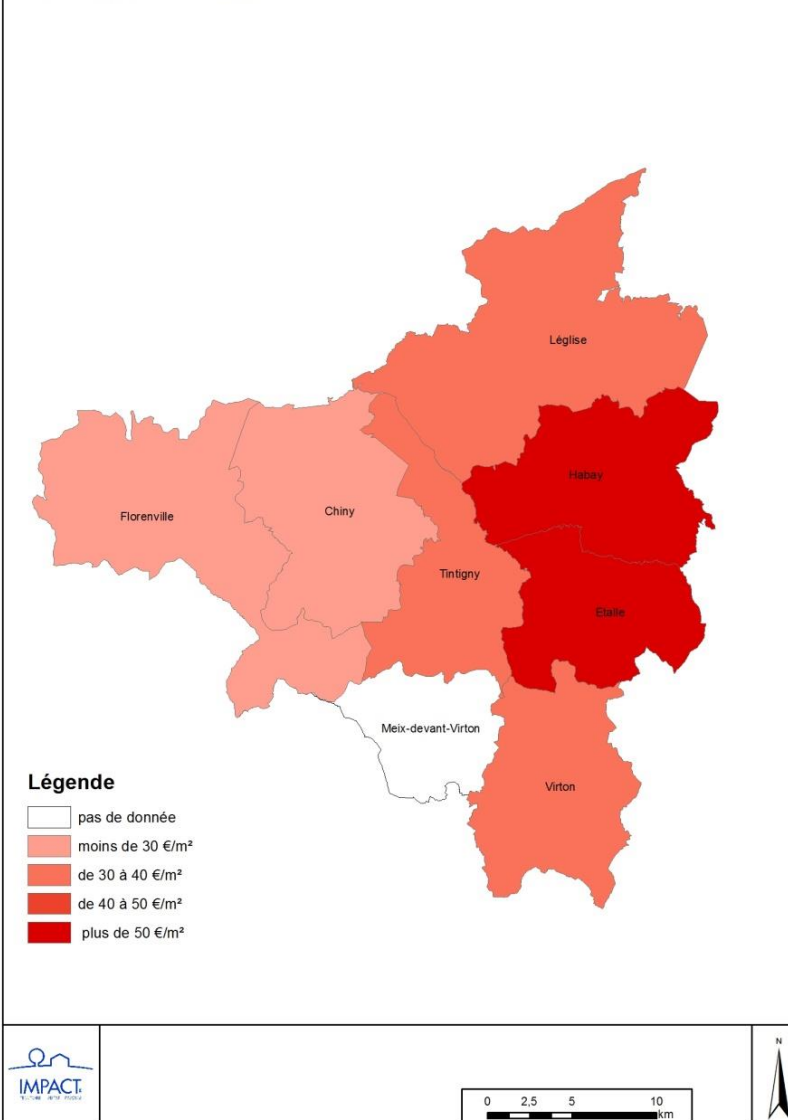 Léglise
Habay
Florenville
Chiny
Tintigny
Etalle
Meix-devant-Virton
Virton
Légende
pas de donnée
moins de 30 €/m²
de 30 à 40 €/m²
de 40 à 50 €/m²
plus de 50 €/m²
IMPACT
N
0 2,5 5 10
km